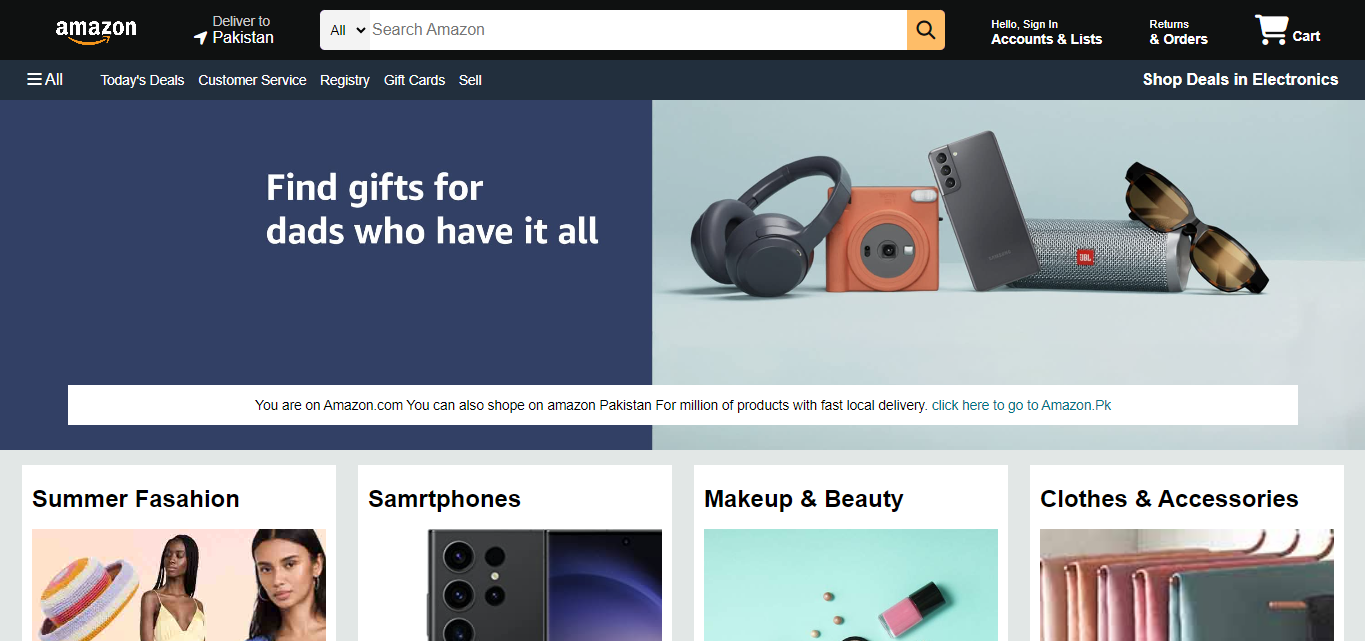 amazon
Deliver to
Pakistan
All
Search Amazon
Hello, Sign In
Accounts & Lists
Returns
& Orders
Cart
All
Today's Deals
Customer Service
Registry
Gift Cards
Sell
Shop Deals in Electronics
Find gifts for
dads who have it all
SAMSUNG
JBL
You are on Amazon.com You can also shope on amazon Pakistan For million of products with fast local delivery. click here to go to Amazon.Pk
Summer Fasahion
Samrtphones
Makeup & Beauty
Clothes & Accessories